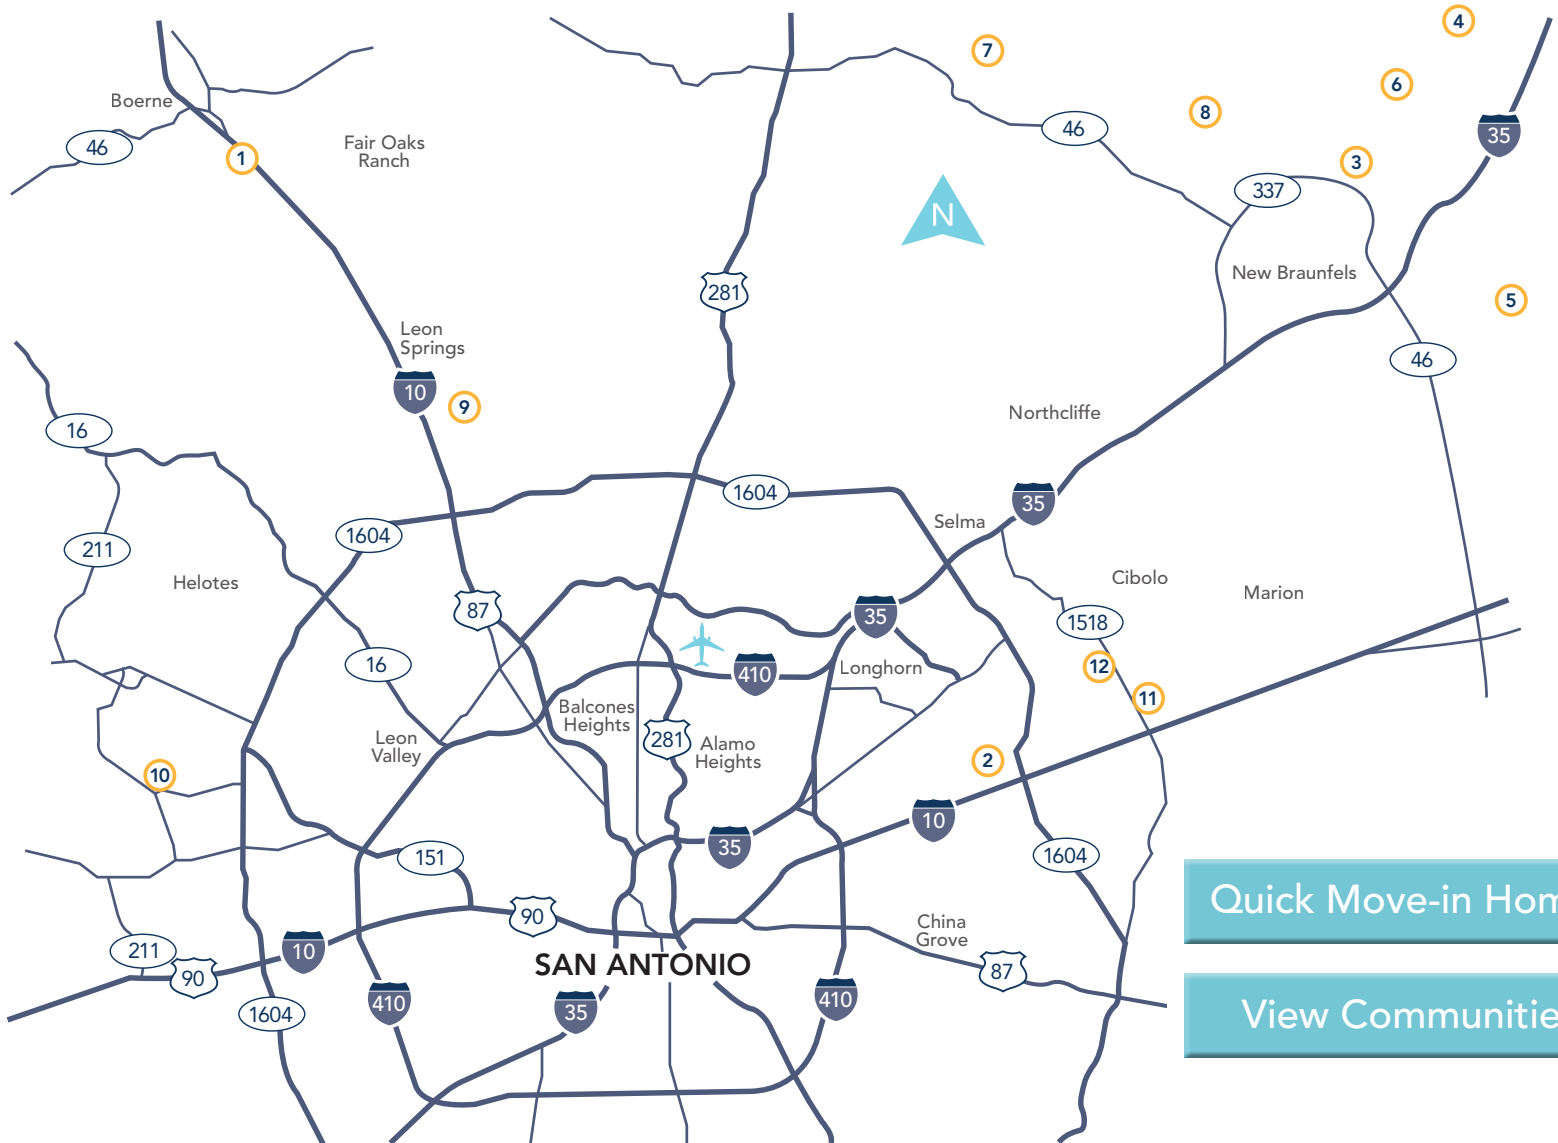 4
7
6
Boerne
8
35
46
46
Fair Oaks
Ranch
1
3
337
N
New Braunfels
281
5
Leon
Springs
46
10
9
Northcliffe
16
1604
35
Selma
1604
211
Helotes
Cibolo
Marion
87
35
1518
16
410
Longhorn
12
11
Balcones
Heights
Leon
Valley
281
Alamo
Heights
2
10
10
35
151
1604
Quick Move-in Hom
90
China
Grove
211
10
90
SAN ANTONIO
87
410
35
410
1604
View Communitie